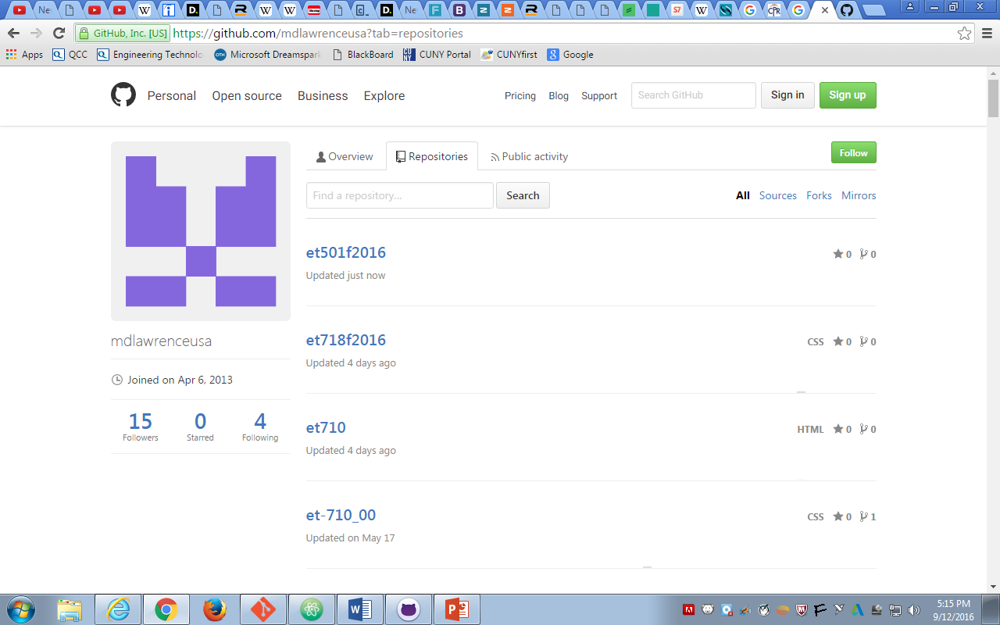 Ne
D.
D.
Ne
S7
CPR
GitHub, Inc. [US] https://github.com/mdlawrenceusa?tab=repositories
Apps QCC Engineering Technolo Microsoft Dreamspark BlackBoard CUNY Portal CUNYfirst Google
Personal Open source Business Explore Pricing Blog Support Search GitHub Sign in Sign up
Overview Repositories Public activity Follow
Find a repository... Search All Sources Forks Mirrors
et501f2016 0 0
Updated just now
mdlawrenceusa
et718f2016 CSS 0 0
Updated 4 days ago
Joined on Apr 6, 2013
15 0 4
Followers Starred Following
et710 HTML 0 0
Updated 4 days ago
et-710_00 CSS 0 1
Updated on May 17
5:15 PM
9/12/2016